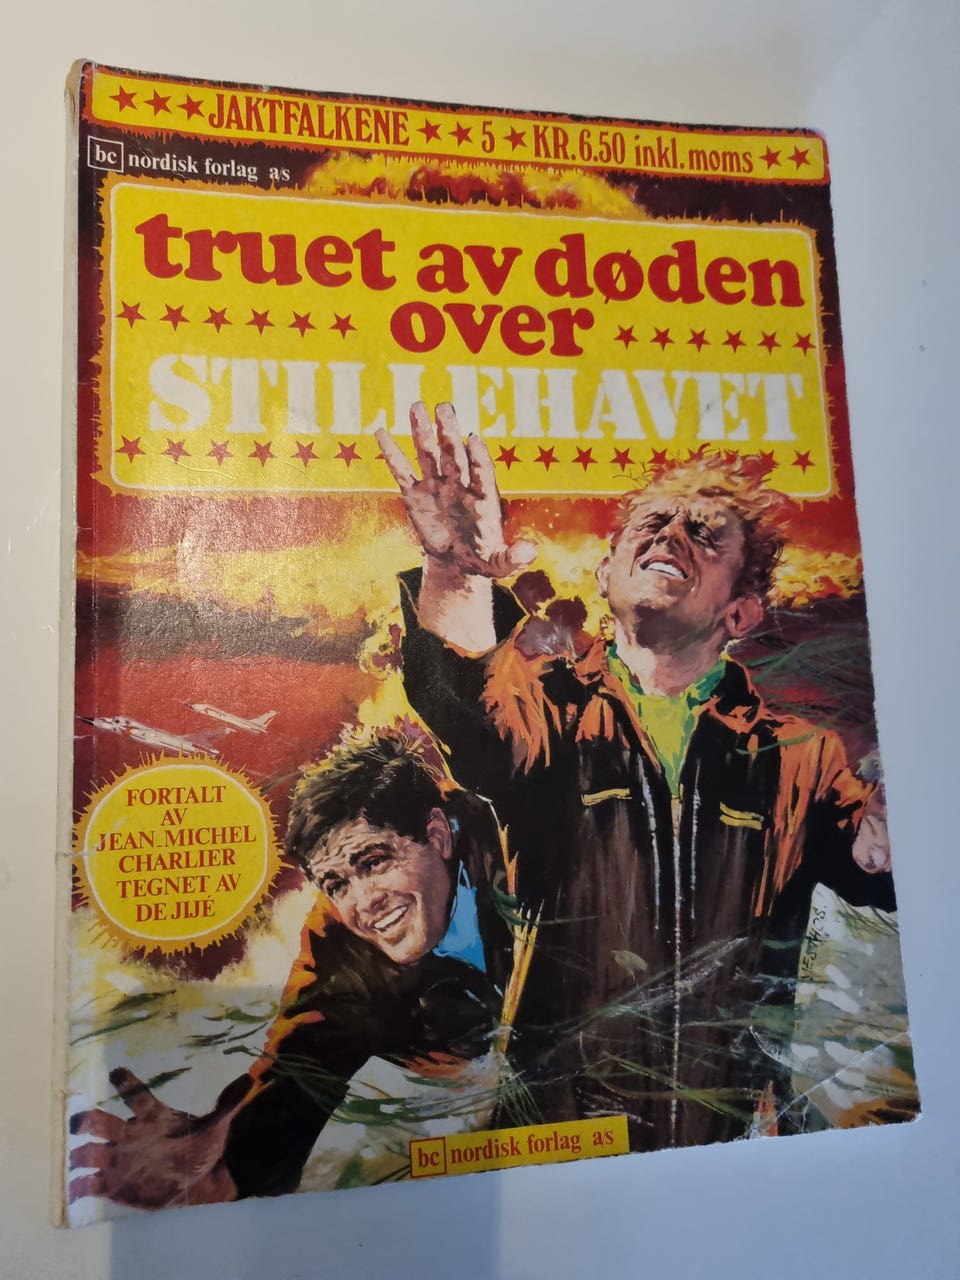 JAKTFALKENE 5 KR. 6.50 inkl. moms
bc nordisk forlag a/s
truet av døden
over
STILLEHAVET
FORTALT
AV
JEAN-MICHEL
CHARLIER
TEGNET AV
DE JIJÉ
bc nordisk forlag a/s